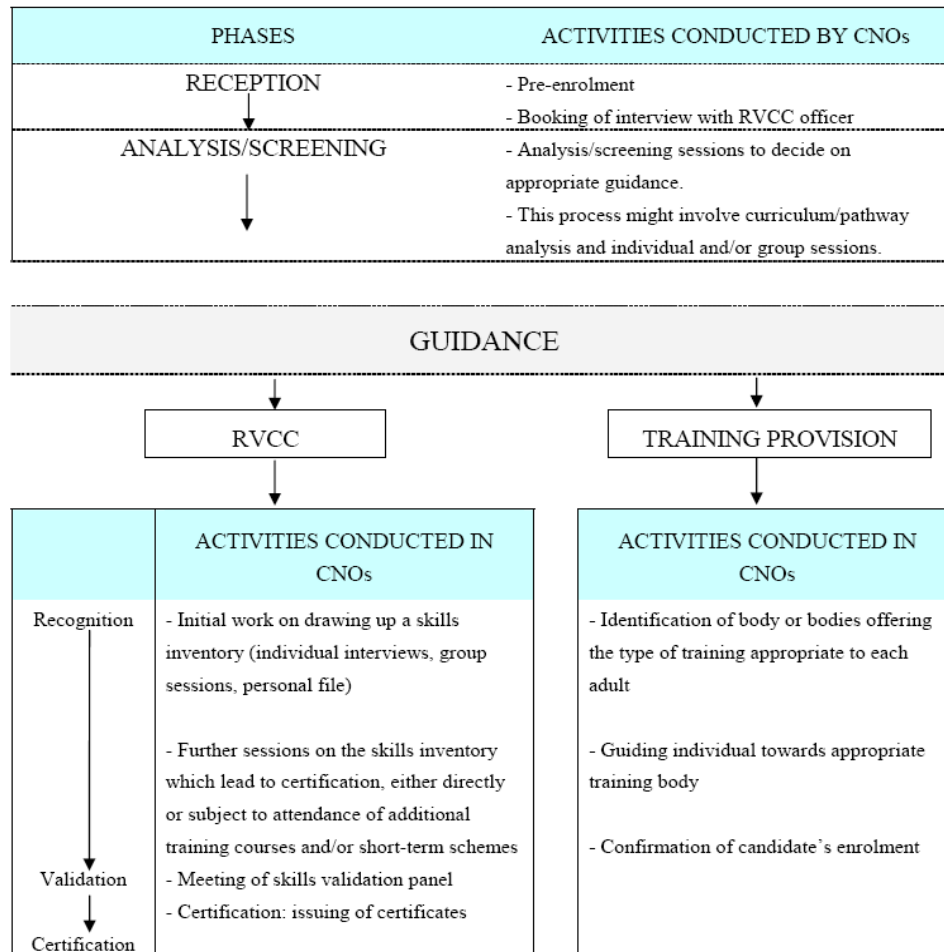 PHASES
ACTIVITIES CONDUCTED BY CNOs
RECEPTION
- Pre-enrolment
- Booking of interview with RVCC officer
ANALYSIS/SCREENING
- Analysis/screening sessions to decide on
appropriate guidance.
- This process might involve curriculum/pathway
analysis and individual and/or group sessions.
GUIDANCE
RVCC
TRAINING PROVISION
ACTIVITIES CONDUCTED IN
CNOs
Recognition
- Initial work on drawing up a skills
inventory (individual interviews, group
sessions, personal file)
- Further sessions on the skills inventory
which lead to certification, either directly
or subject to attendance of additional
training courses and/or short-term schemes
Validation
- Meeting of skills validation panel
- Certification: issuing of certificates
Certification
ACTIVITIES CONDUCTED IN
CNOs
- Identification of body or bodies offering
the type of training appropriate to each
adult
- Guiding individual towards appropriate
training body
- Confirmation of candidate's enrolment